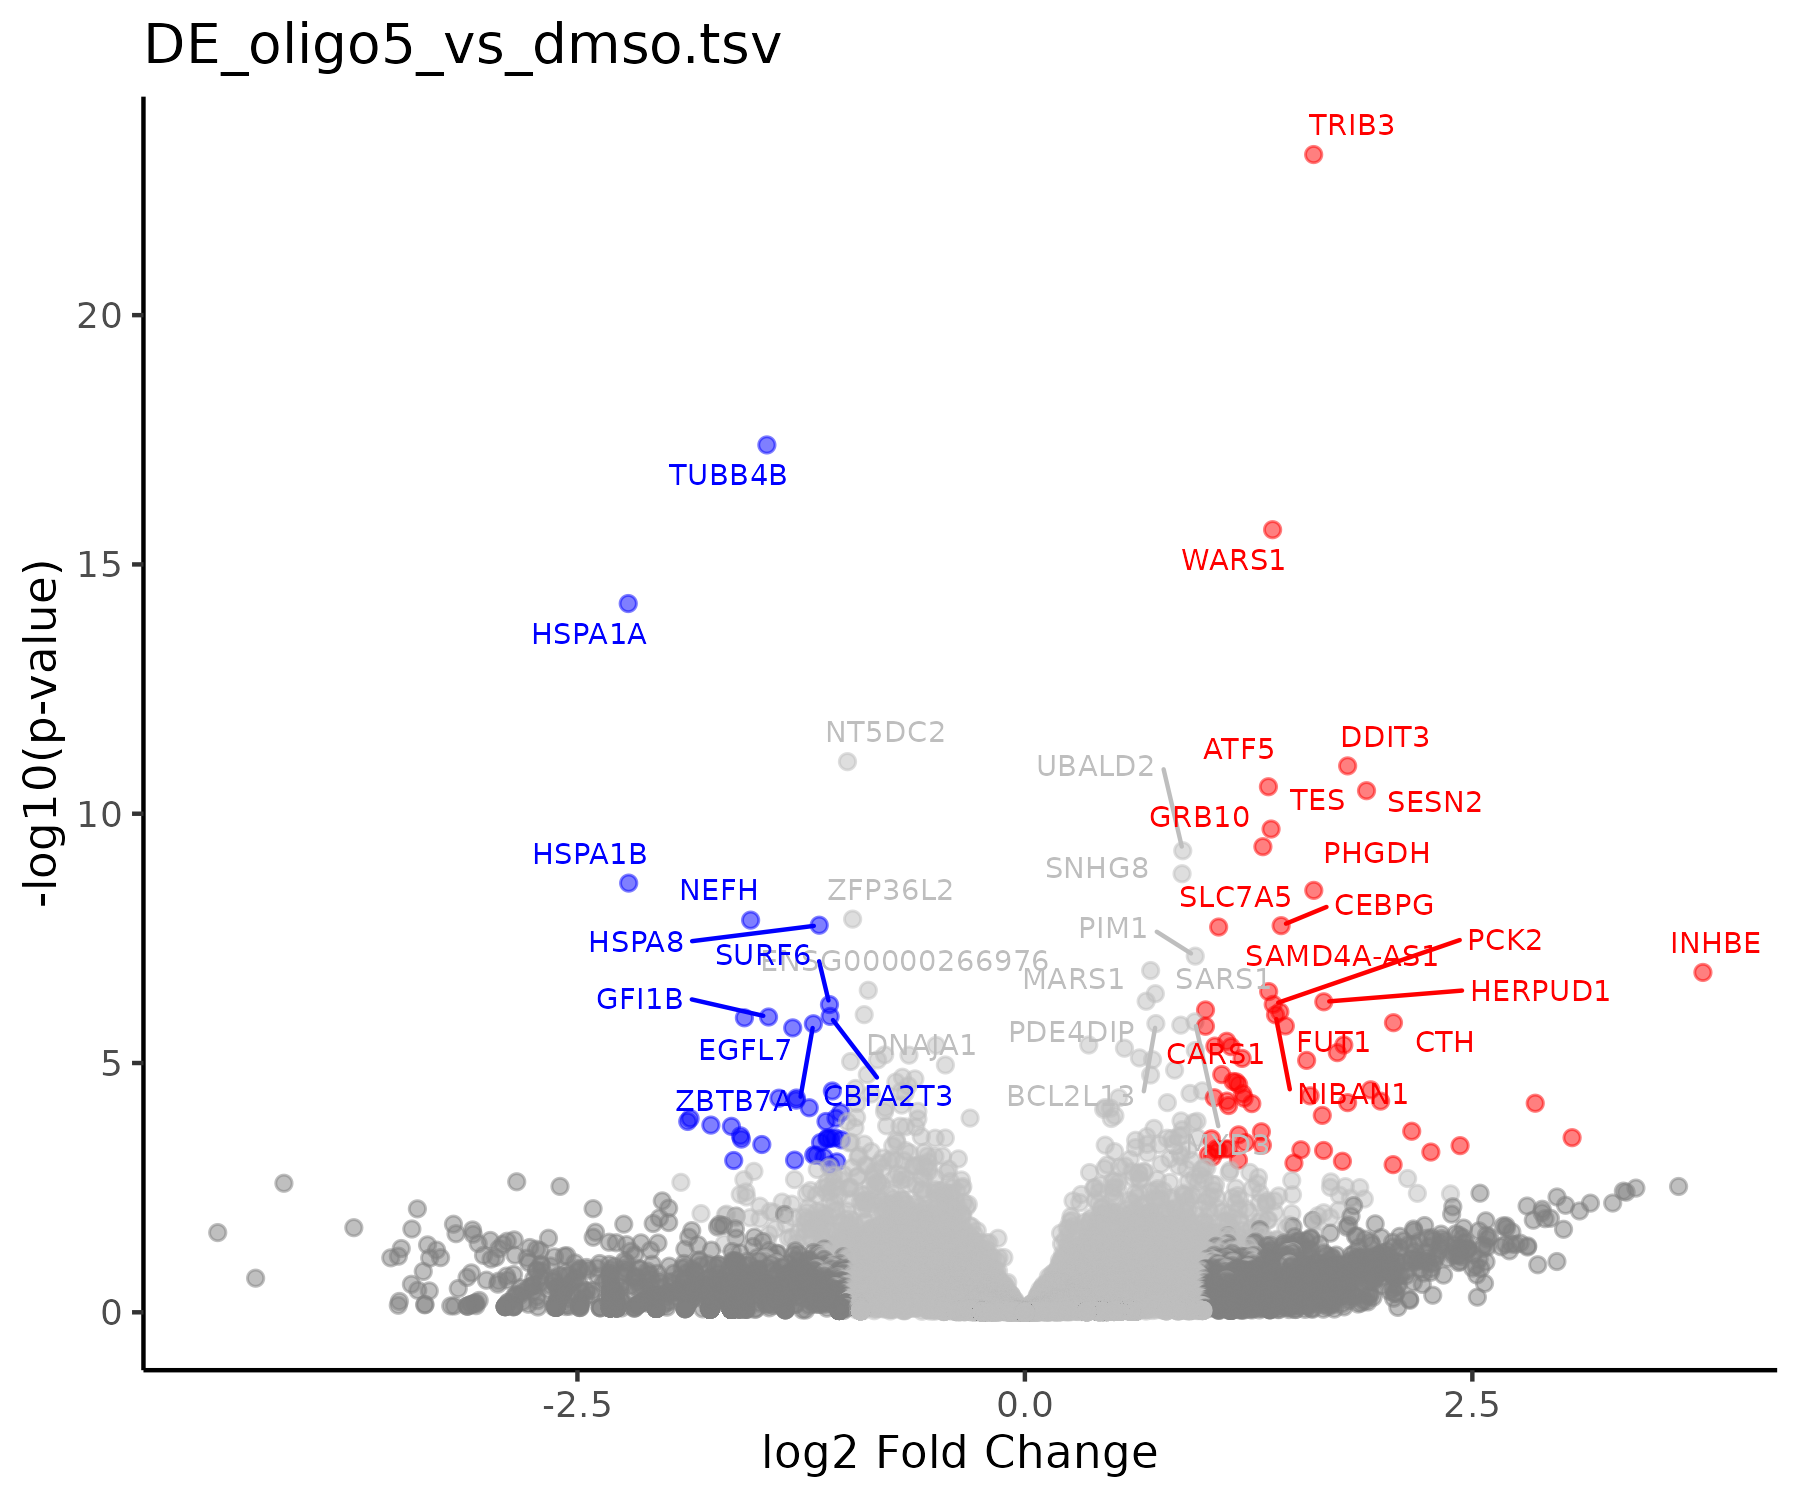 DE_oligo5_vs_dmso.tsv
TRIB3
20
TUBB4B
WARS1
15
HSPA1A
NT5DC2
DDIT3
ATF5
UBALD2
TES
SESN2
10
GRB10
HSPA1B
PHGDH
SNHG8
NEFH
ZFP36L2
SLC7A5
CEBPG
PIM1
HSPA8
PCK2
INHBE
SURF6
SAMD4A-AS1
ENSG00000266976
MARS1
SARS1
HERPUD1
GFI1B
PDE4DIP
FUT1
CTH
DNAJA1
EGFL7
CARS1
5
NIBAN1
BCL2L13
CBFA2T3
ZBTB7A
0
-2.5
0.0
2.5
log2 Fold Change
-log10(p-value)